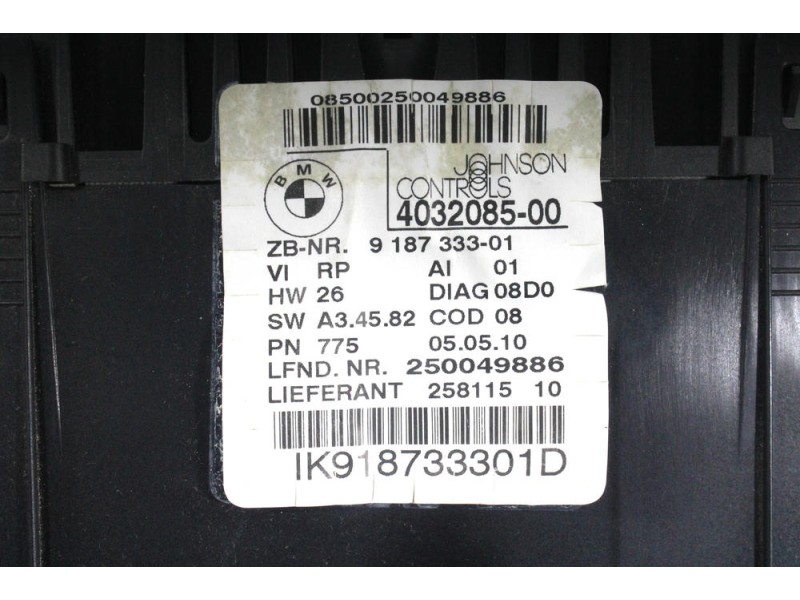 08500250049886
BMW
JOHNSON
CONTROLS
4032085-00
ZB-NR. 9 187 333-01
VI RP AI 01
HW 26 DIAG 08D0
SW A3.45.82 COD 08
PN 775 05.05.10
LFND. NR. 250049886
LIEFERANT 258115 10
IK918733301D